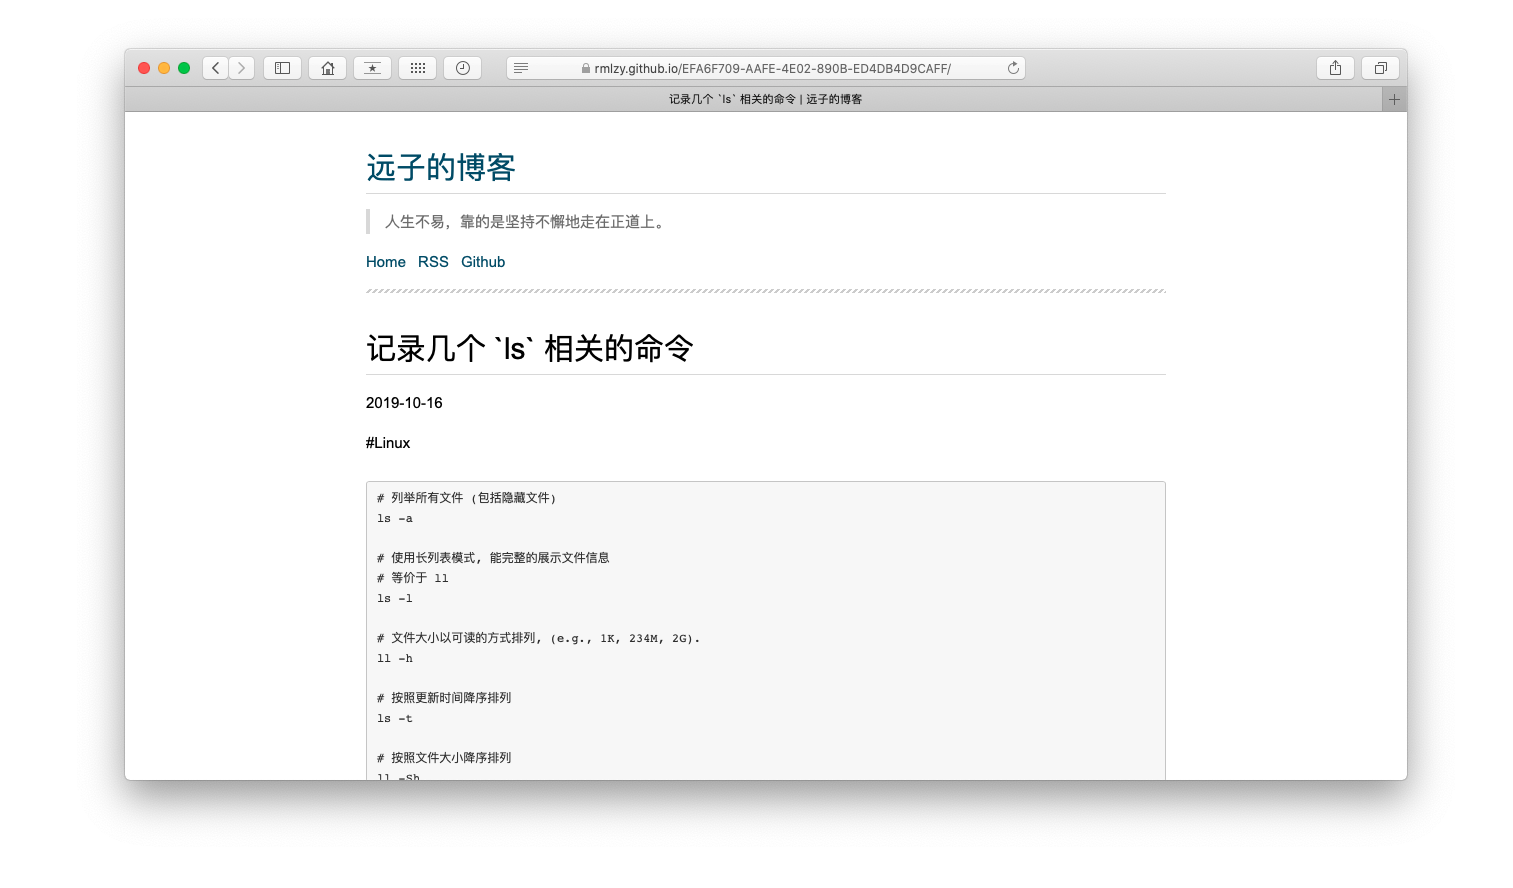 rmlzy.github.io/EFA6F709-AAFE-4E02-890B-ED4DB4D9CAFF/
记录几个 `ls` 相关的命令 | 远子的博客
远子的博客
人生不易，靠的是坚持不懈地走在正道上。
Home RSS Github
记录几个 `ls` 相关的命令
2019-10-16
#Linux
# 列举所有文件 (包括隐藏文件)
ls -a
# 使用长列表模式, 能完整的展示文件信息
# 等价于 ll
ls -l
# 文件大小以可读的方式排列, (e.g., 1K, 234M, 2G).
ll -h
# 按照更新时间降序排列
ls -t
# 按照文件大小降序排列
ll -Sh